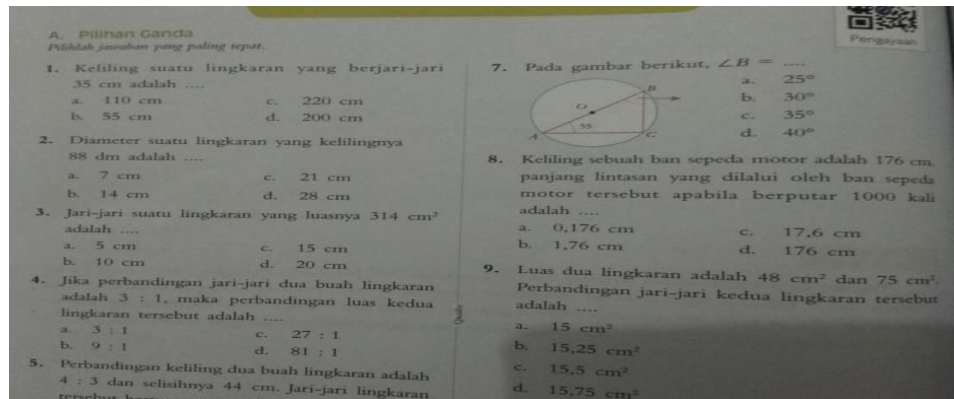 A. Pilihan Ganda
Pilihlah jawaban yang paling tepat.
1. Keliling suatu lingkaran yang berjari-jari
35 cm adalah ....
a. 110 cm c. 220 cm
b. 55 cm d. 200 cm
2. Diameter suatu lingkaran yang kelilingnya
88 dm adalah ....
a. 7 cm c. 21 cm
b. 14 cm d. 28 cm
3. Jari-jari suatu lingkaran yang luasnya 314 cm²
adalah ....
a. 5 cm c. 15 cm
b. 10 cm d. 20 cm
4. Jika perbandingan jari-jari dua buah lingkaran
adalah 3 : 1, maka perbandingan luas kedua
lingkaran tersebut adalah ....
a. 3 : 1 c. 27 : 1
b. 9 : 1 d. 81 : 1
5. Perbandingan keliling dua buah lingkaran adalah
4 : 3 dan selisihnya 44 cm. Jari-jari lingkaran
Pengayaan
7. Pada gambar berikut, ∠B = ....
a. 25°
b. 30°
c. 35°
d. 40°
B
O
55
A C
8. Keliling sebuah ban sepeda motor adalah 176 cm.
panjang lintasan yang dilalui oleh ban sepeda
motor tersebut apabila berputar 1000 kali
adalah ....
a. 0,176 cm c. 17,6 cm
b. 1,76 cm d. 176 cm
9. Luas dua lingkaran adalah 48 cm² dan 75 cm².
Perbandingan jari-jari kedua lingkaran tersebut
adalah ....
a. 15 cm²
b. 15,25 cm²
c. 15,5 cm²
d. 15,75 cm²